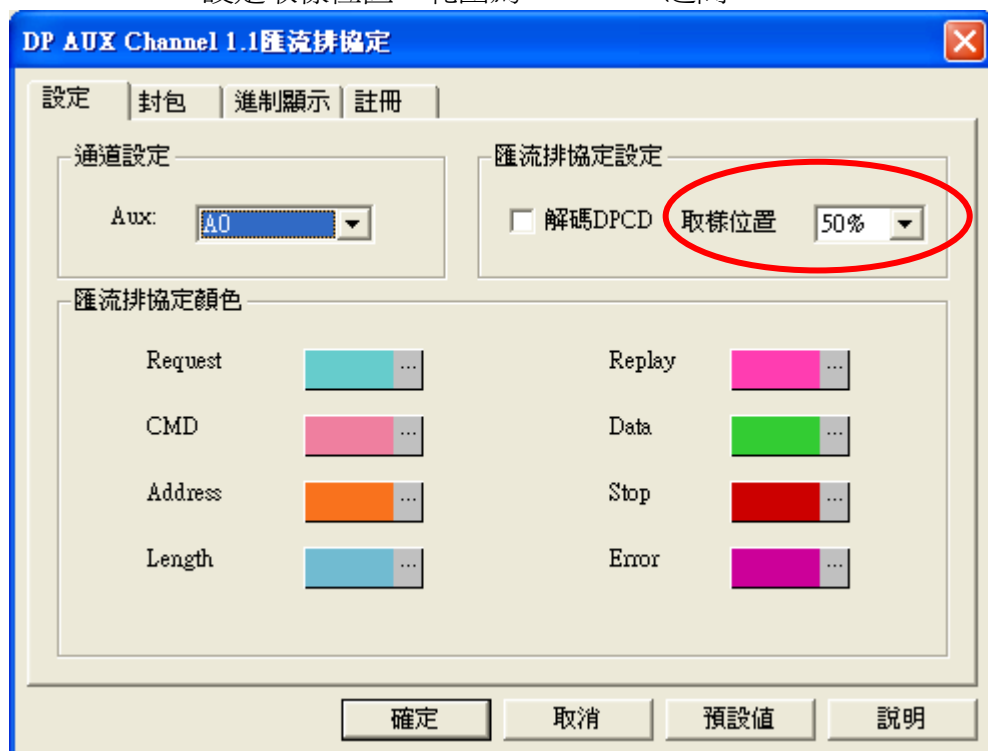 DP AUX Channel 1.1匯流排協定
設定 封包 進制顯示 註冊
通道設定
Aux: A0
匯流排協定設定
解碼DPCD 取樣位置 50%
匯流排協定顏色
Request ... Replay ...
CMD ... Data ...
Address ... Stop ...
Length ... Error ...
確定 取消 預設值 說明